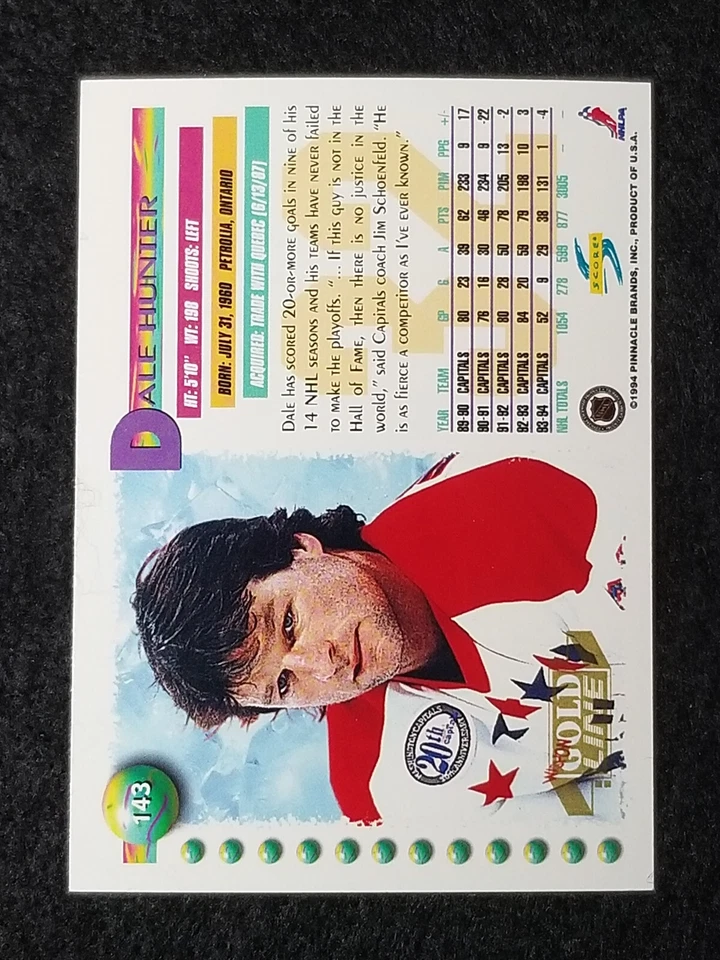 143
DALE HUNTER
HT: 5'10" WT: 198 SHOOTS: LEFT
BORN: JULY 31, 1960 PETROLIA, ONTARIO
ACQUIRED: TRADE WITH QUEBEC (6/13/87)
DALE HAS SCORED 20-OR-MORE GOALS IN NINE OF HIS
14 NHL SEASONS AND HIS TEAMS HAVE NEVER FAILED
TO MAKE THE PLAYOFFS. "... IF THIS GUY IS NOT IN THE
HALL OF FAME, THEN THERE IS NO JUSTICE IN THE
WORLD," SAID CAPITALS COACH JIM SCHOENFELD. "HE
IS AS FIERCE A COMPETITOR AS I'VE EVER KNOWN."
YEAR TEAM GP G A PTS PIM PPG +/-
89-90 CAPITALS 80 23 39 62 233 9 17
90-91 CAPITALS 76 16 30 46 234 9 -22
91-92 CAPITALS 80 28 50 78 205 13 -2
92-93 CAPITALS 84 20 59 79 198 10 3
93-94 CAPITALS 52 9 29 38 131 1 -4
NHL TOTALS 1054 278 599 877 3005 – –
SCORE
NHLPA
©1994 PINNACLE BRANDS, INC., PRODUCT OF U.S.A.
WASHINGTON CAPITALS
20th
ANNIVERSARY
GOLD
LINE